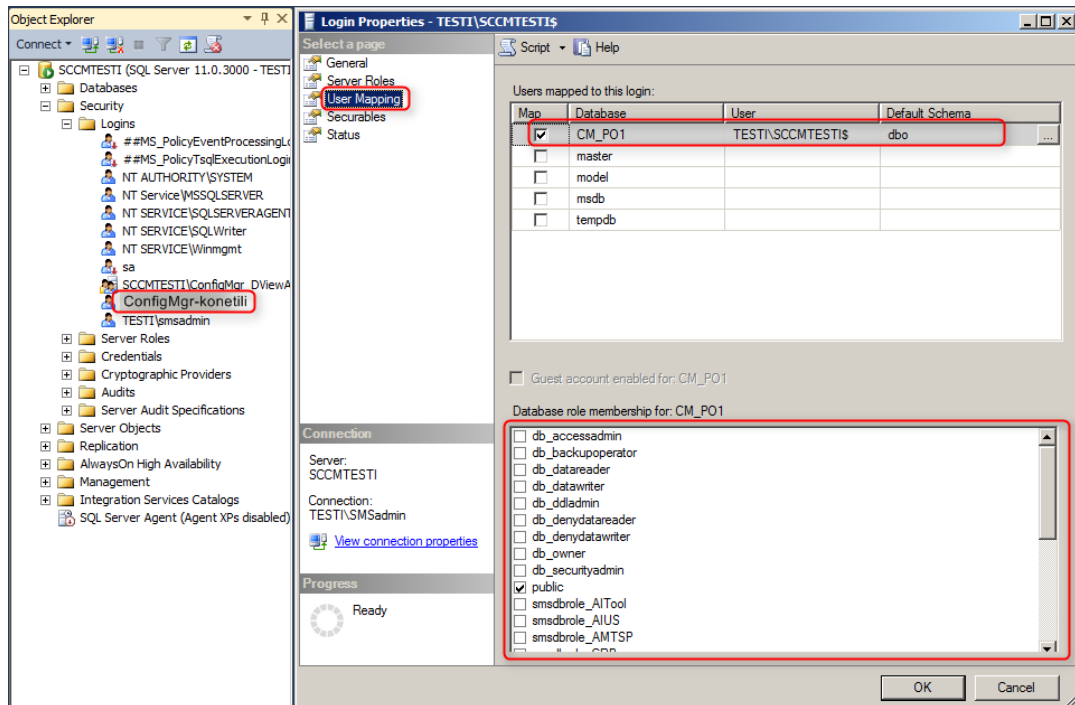 Object Explorer
Connect
SCCMTESTI (SQL Server 11.0.3000 - TESTI
Databases
Security
Logins
##MS_PolicyEventProcessingLo
##MS_PolicyTsqlExecutionLogi
NT AUTHORITY\SYSTEM
NT Service\MSSQLSERVER
NT SERVICE\SQLSERVERAGENT
NT SERVICE\SQLWriter
NT SERVICE\Winmgmt
sa
SCCMTESTI\ConfigMgr_DViewA
ConfigMgr-konetili
TESTI\smsadmin
Server Roles
Credentials
Cryptographic Providers
Audits
Server Audit Specifications
Server Objects
Replication
AlwaysOn High Availability
Management
Integration Services Catalogs
SQL Server Agent (Agent XPs disabled)
Login Properties - TESTI\SCCMTESTI$
Select a page
General
Server Roles
User Mapping
Securables
Status
Connection
Server:
SCCMTESTI
Connection:
TESTI\SMSadmin
View connection properties
Progress
Ready
Script Help
Users mapped to this login:
Map Database User Default Schema
CM_PO1 TESTI\SCCMTESTI$ dbo ...
master
model
msdb
tempdb
Guest account enabled for: CM_PO1
Database role membership for: CM_PO1
db_accessadmin
db_backupoperator
db_datareader
db_datawriter
db_ddladmin
db_denydatareader
db_denydatawriter
db_owner
db_securityadmin
public
smsdbrole_AITool
smsdbrole_AIUS
smsdbrole_AMTSP
OK Cancel